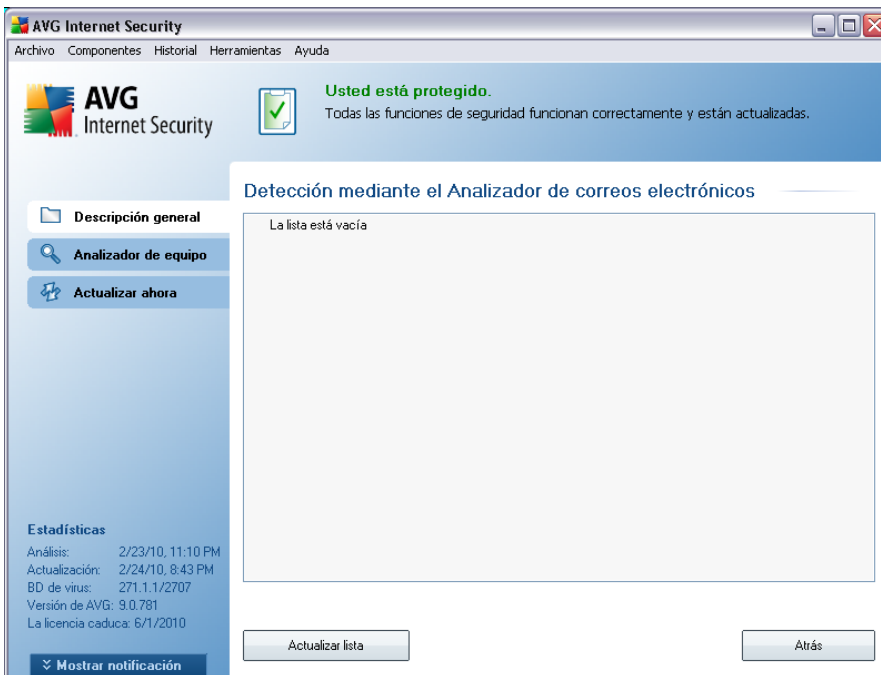 AVG Internet Security
Archivo Componentes Historial Herramientas Ayuda
AVG
Internet Security
Usted está protegido.
Todas las funciones de seguridad funcionan correctamente y están actualizadas.
Descripción general
Analizador de equipo
Actualizar ahora
Detección mediante el Analizador de correos electrónicos
La lista está vacía
Estadísticas
Análisis: 2/23/10, 11:10 PM
Actualización: 2/24/10, 8:43 PM
BD de virus: 271.1.1/2707
Versión de AVG: 9.0.781
La licencia caduca: 6/1/2010
Mostrar notificación
Actualizar lista
Atrás